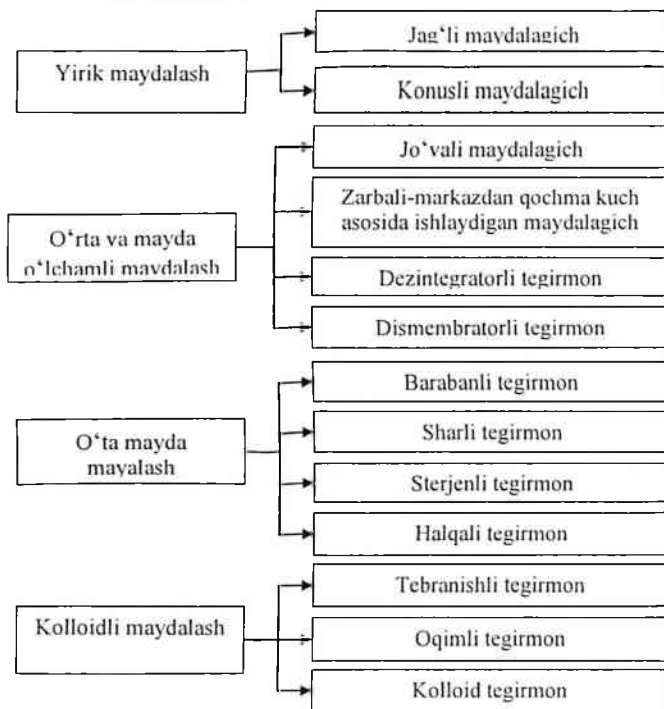 Yirik maydalash
Jag‘li maydalagich
Konusli maydalagich
O‘rta va mayda
o‘lchamli maydalash
Jo‘vali maydalagich
Zarbali-markazdan qochma kuch
asosida ishlaydigan maydalagich
Dezintegratorli tegirmon
Dismembratorli tegirmon
O‘ta mayda
mayalash
Barabanli tegirmon
Sharli tegirmon
Sterjenli tegirmon
Halqali tegirmon
Kolloidli maydalash
Tebranishli tegirmon
Oqimli tegirmon
Kolloid tegirmon